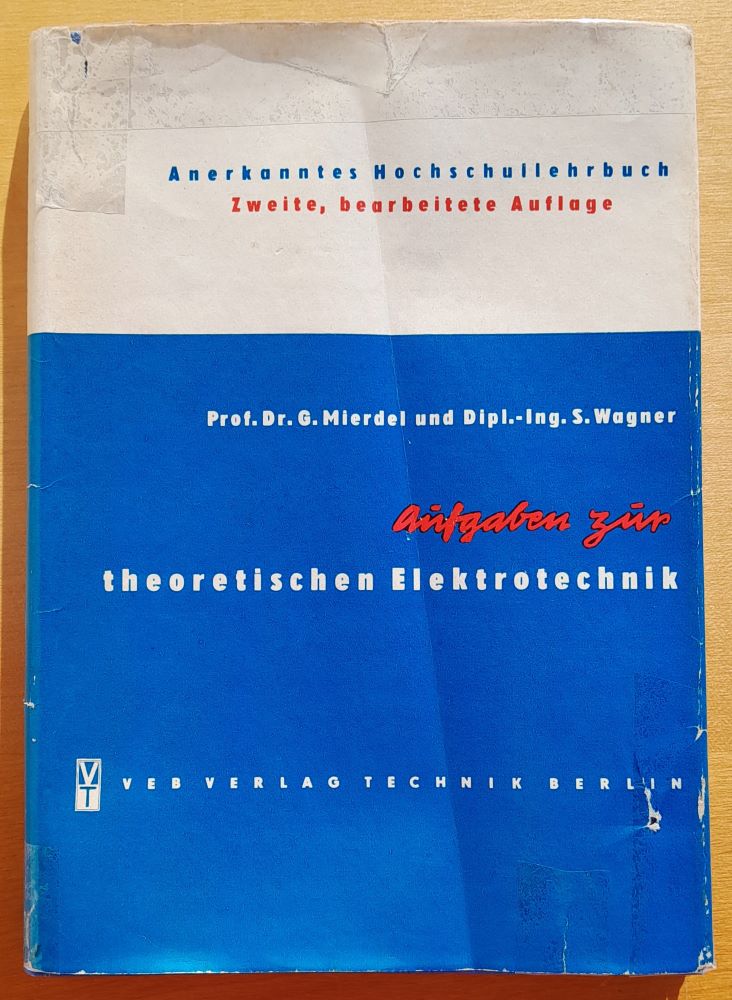 Anerkanntes Hochschullehrbuch
Zweite, bearbeitete Auflage
Prof. Dr. G. Mierdel und Dipl.-Ing. S. Wagner
Aufgaben zur
theoretischen Elektrotechnik
VT VEB VERLAG TECHNIK BERLIN